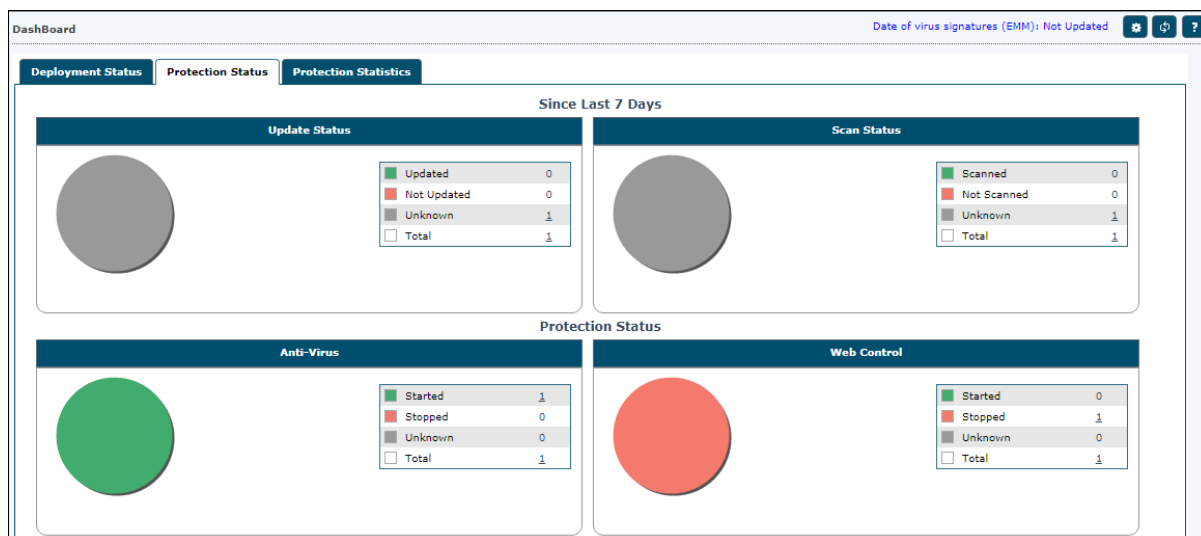 DashBoard
Date of virus signatures (EMM): Not Updated
?
Deployment Status
Protection Status
Protection Statistics
Since Last 7 Days
Update Status
Updated 0
Not Updated 0
Unknown 1
Total 1
Scan Status
Scanned 0
Not Scanned 0
Unknown 1
Total 1
Protection Status
Anti-Virus
Started 1
Stopped 0
Unknown 0
Total 1
Web Control
Started 0
Stopped 1
Unknown 0
Total 1